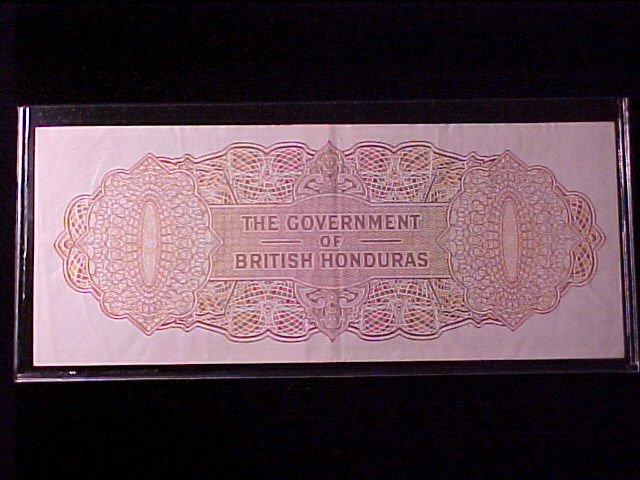 THE GOVERNMENT
OF
BRITISH HONDURAS